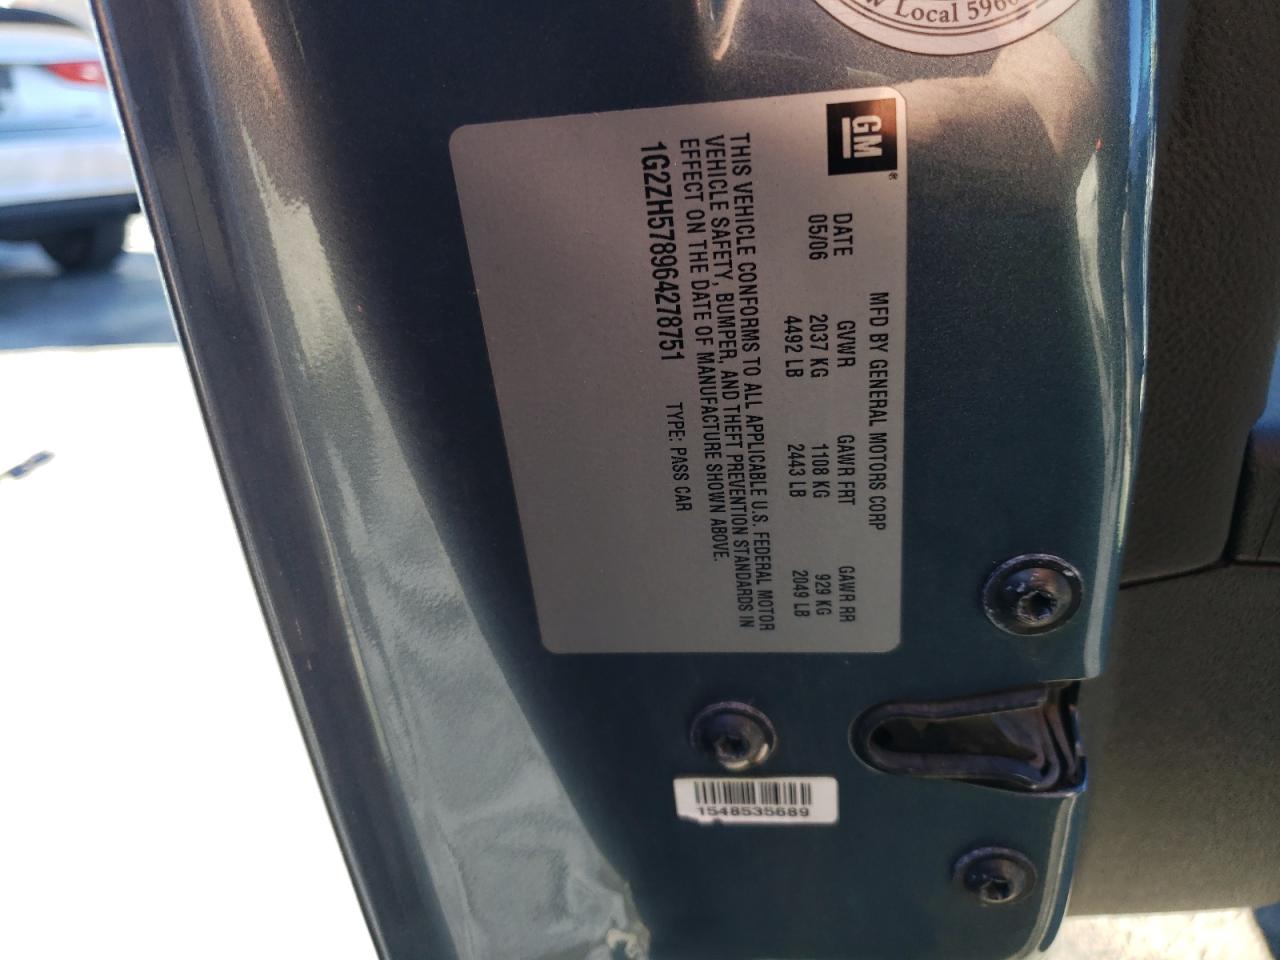 W Local 596
GM
®
MFD BY GENERAL MOTORS CORP
DATE GVWR GAWR FRT GAWR RR
05/06 2037 KG 1108 KG 929 KG
4492 LB 2443 LB 2049 LB
THIS VEHICLE CONFORMS TO ALL APPLICABLE U.S. FEDERAL MOTOR
VEHICLE SAFETY, BUMPER, AND THEFT PREVENTION STANDARDS IN
EFFECT ON THE DATE OF MANUFACTURE SHOWN ABOVE.
1G2ZH578964278751 TYPE: PASS CAR
1548535689